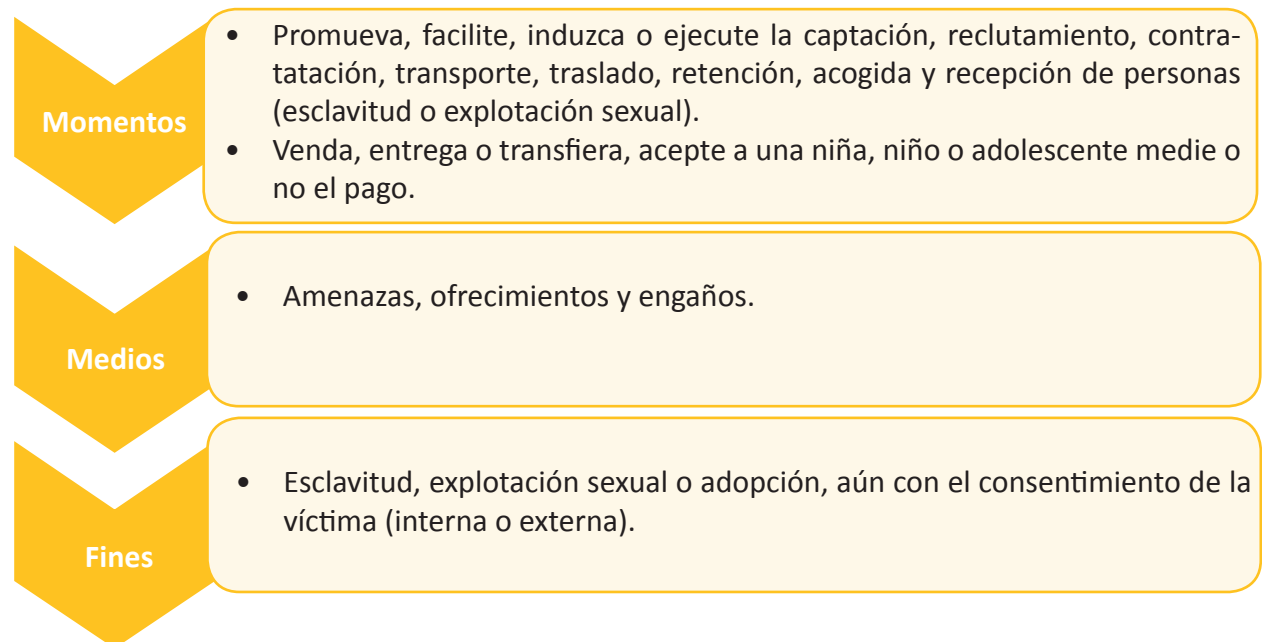 Momentos
• Promueva, facilite, induzca o ejecute la captación, reclutamiento, contra-
tatación, transporte, traslado, retención, acogida y recepción de personas
(esclavitud o explotación sexual).
• Venda, entrega o transfiera, acepte a una niña, niño o adolescente medie o
no el pago.
Medios
• Amenazas, ofrecimientos y engaños.
Fines
• Esclavitud, explotación sexual o adopción, aún con el consentimiento de la
víctima (interna o externa).